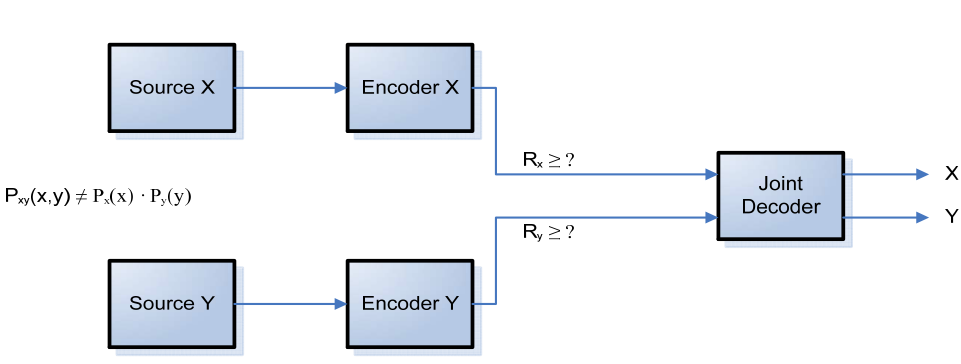 Source X
Encoder X
Rx ≥ ?
Joint
Decoder
X
Pxy(x,y) ≠ Px(x) · Py(y)
Y
Ry ≥ ?
Source Y
Encoder Y